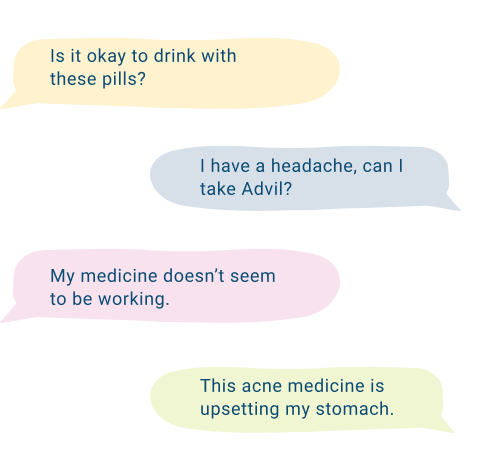 Is it okay to drink with
these pills?
I have a headache, can I
take Advil?
My medicine doesn’t seem
to be working.
This acne medicine is
upsetting my stomach.